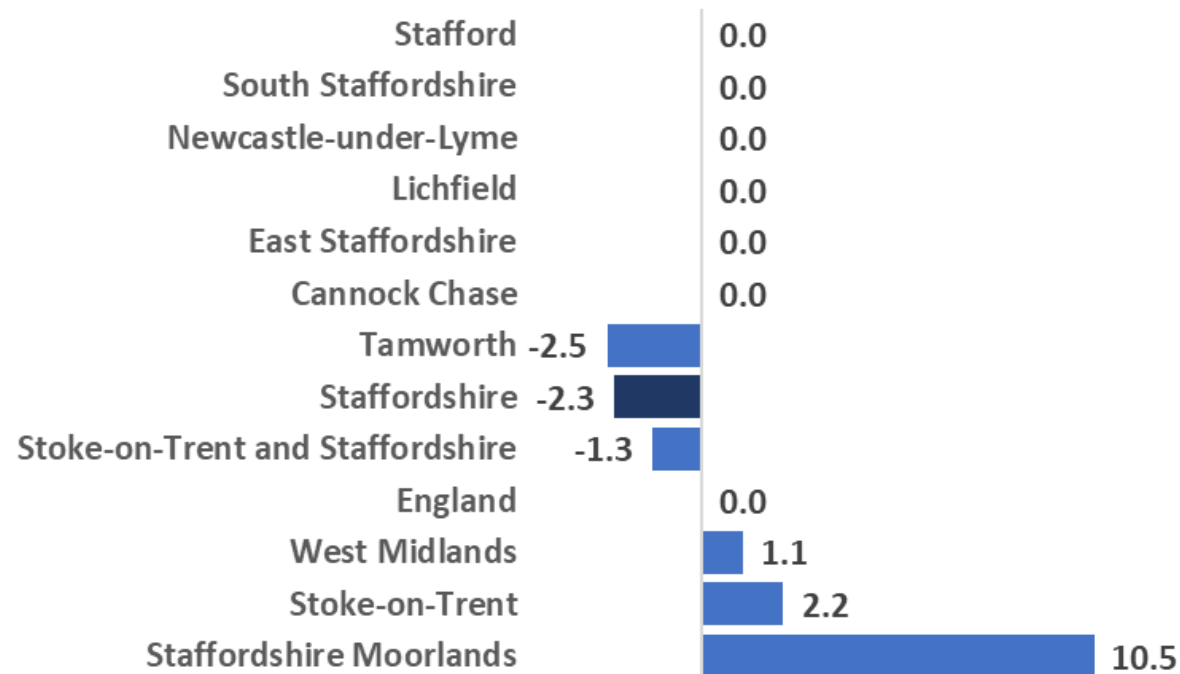 Stafford 0.0
South Staffordshire 0.0
Newcastle-under-Lyme 0.0
Lichfield 0.0
East Staffordshire 0.0
Cannock Chase 0.0
Tamworth -2.5
Staffordshire -2.3
Stoke-on-Trent and Staffordshire -1.3
England 0.0
West Midlands 1.1
Stoke-on-Trent 2.2
Staffordshire Moorlands 10.5